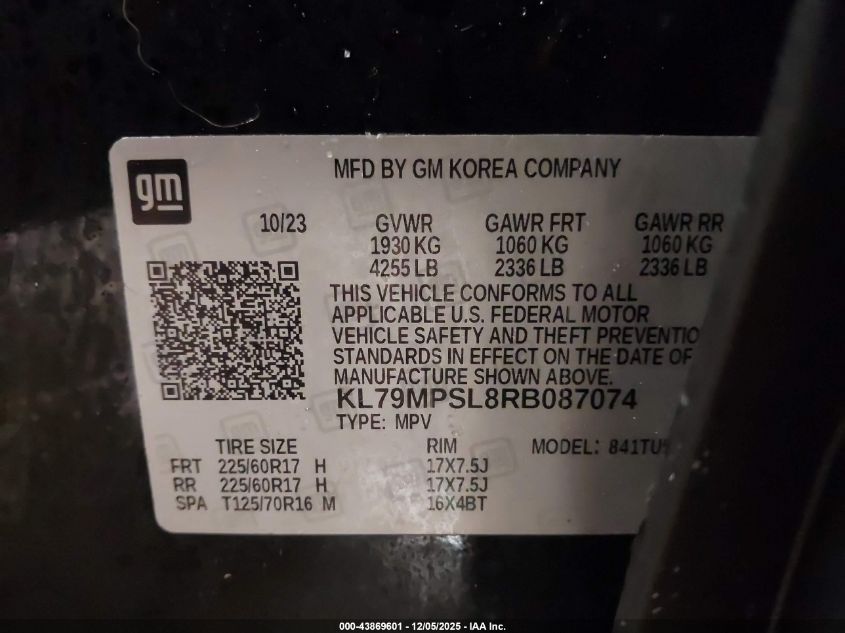 gm
MFD BY GM KOREA COMPANY
10/23 GVWR GAWR FRT GAWR RR
1930 KG 1060 KG 1060 KG
4255 LB 2336 LB 2336 LB
THIS VEHICLE CONFORMS TO ALL
APPLICABLE U.S. FEDERAL MOTOR
VEHICLE SAFETY AND THEFT PREVENTIO
STANDARDS IN EFFECT ON THE DATE OF
MANUFACTURE SHOWN ABOVE.
KL79MPSL8RB087074
TYPE: MPV
TIRE SIZE RIM MODEL: 841TU
FRT 225/60R17 H 17X7.5J
RR 225/60R17 H 17X7.5J
SPA T125/70R16 M 16X4BT
000-43869601 - 12/05/2025 - IAA Inc.